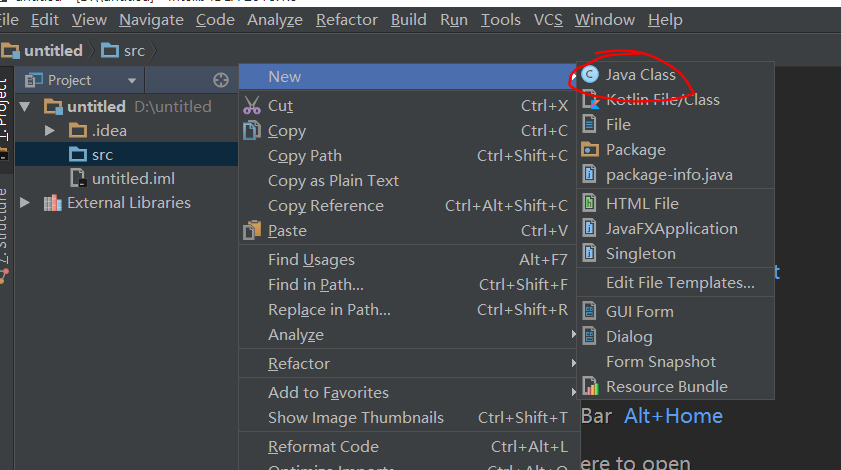 File Edit View Navigate Code Analyze Refactor Build Run Tools VCS Window Help
untitled src
1: Project
Project
untitled D:\untitled
.idea
src
untitled.iml
External Libraries
7: Structure
New
Cut Ctrl+X
Copy Ctrl+C
Copy Path Ctrl+Shift+C
Copy as Plain Text
Copy Reference Ctrl+Alt+Shift+C
Paste Ctrl+V
Find Usages Alt+F7
Find in Path... Ctrl+Shift+F
Replace in Path... Ctrl+Shift+R
Analyze
Refactor
Add to Favorites
Show Image Thumbnails Ctrl+Shift+T
Reformat Code Ctrl+Alt+L
Optimize Imports Ctrl+Alt+O
Java Class
Kotlin File/Class
File
Package
package-info.java
HTML File
JavaFXApplication
Singleton
Edit File Templates...
GUI Form
Dialog
Form Snapshot
Resource Bundle
Bar Alt+Home
ere to open